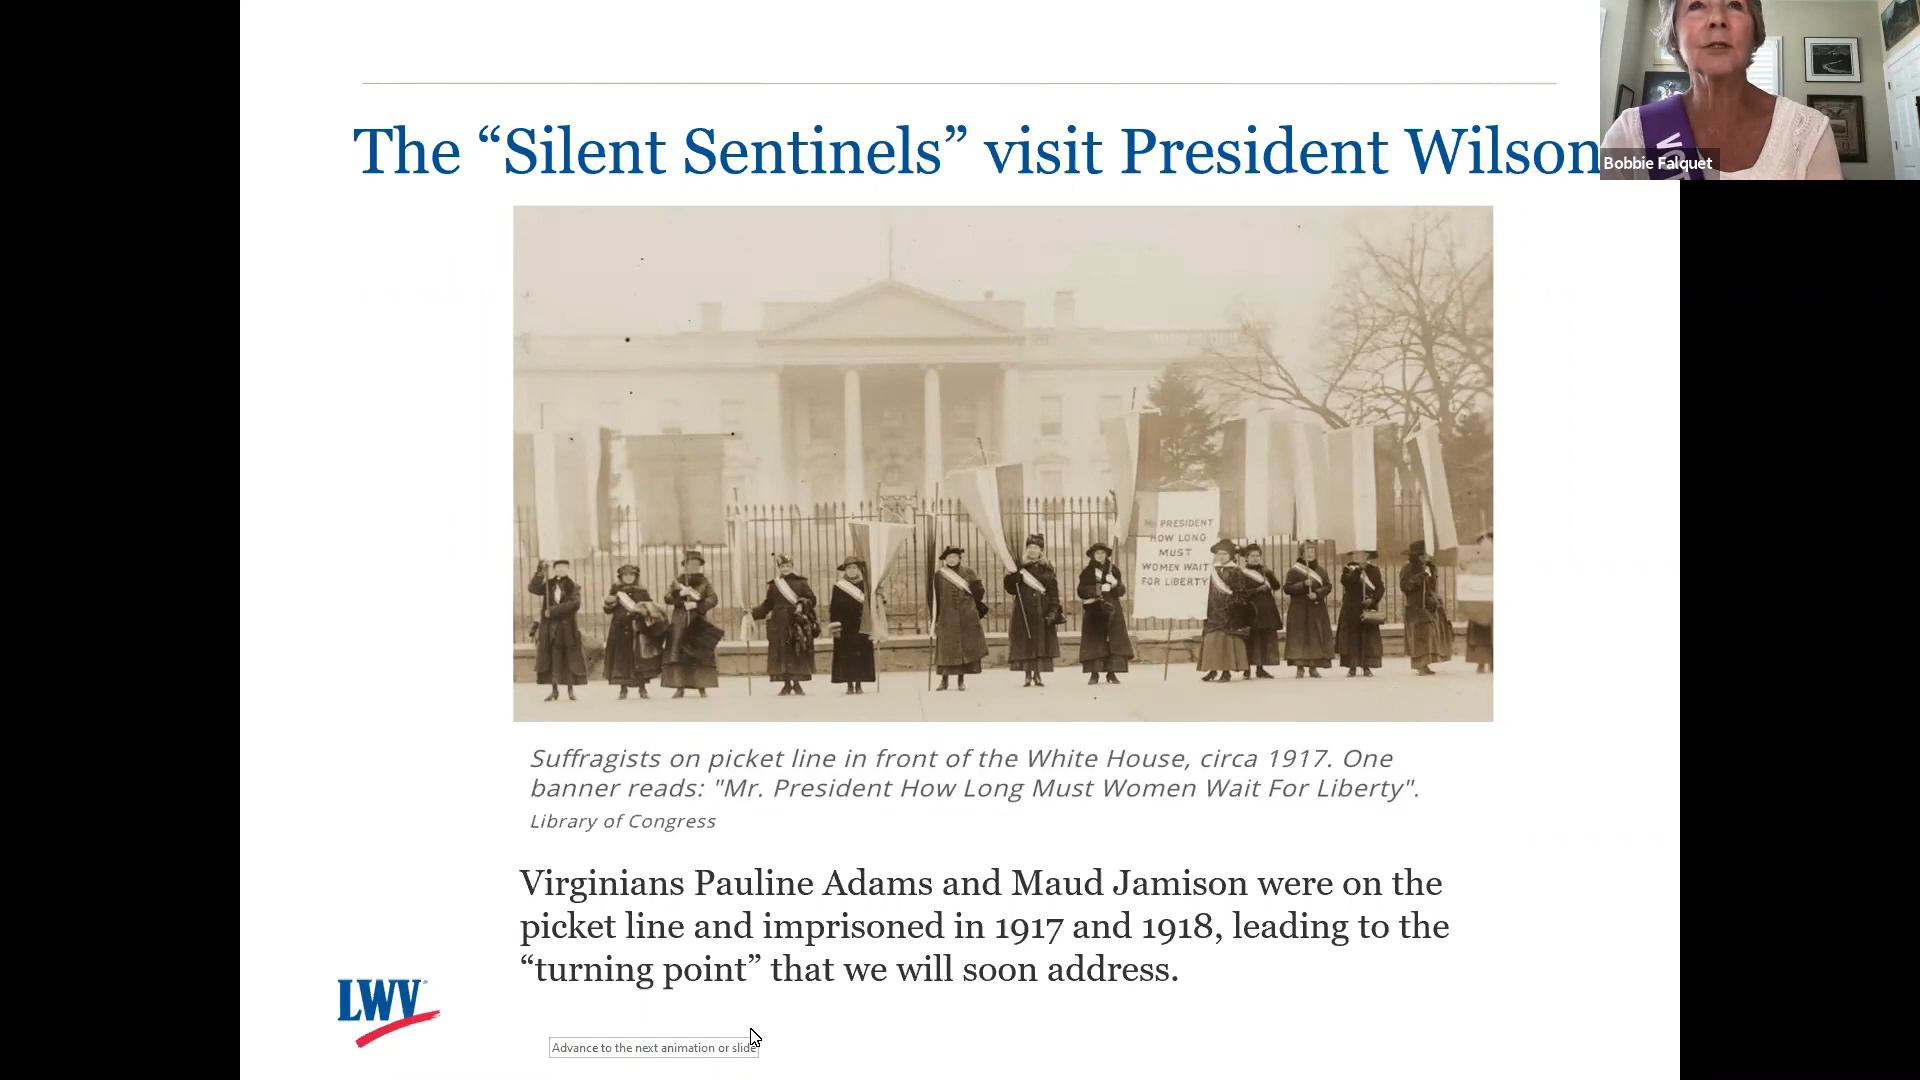 The “Silent Sentinels” visit President Wilson
VOT
Bobbie Falquet
PRESIDENT
HOW LONG
MUST
WOMEN WAIT
FOR LIBERTY
Suffragists on picket line in front of the White House, circa 1917. One
banner reads: "Mr. President How Long Must Women Wait For Liberty".
Library of Congress
Virginians Pauline Adams and Maud Jamison were on the
picket line and imprisoned in 1917 and 1918, leading to the
“turning point” that we will soon address.
LWV
Advance to the next animation or slide